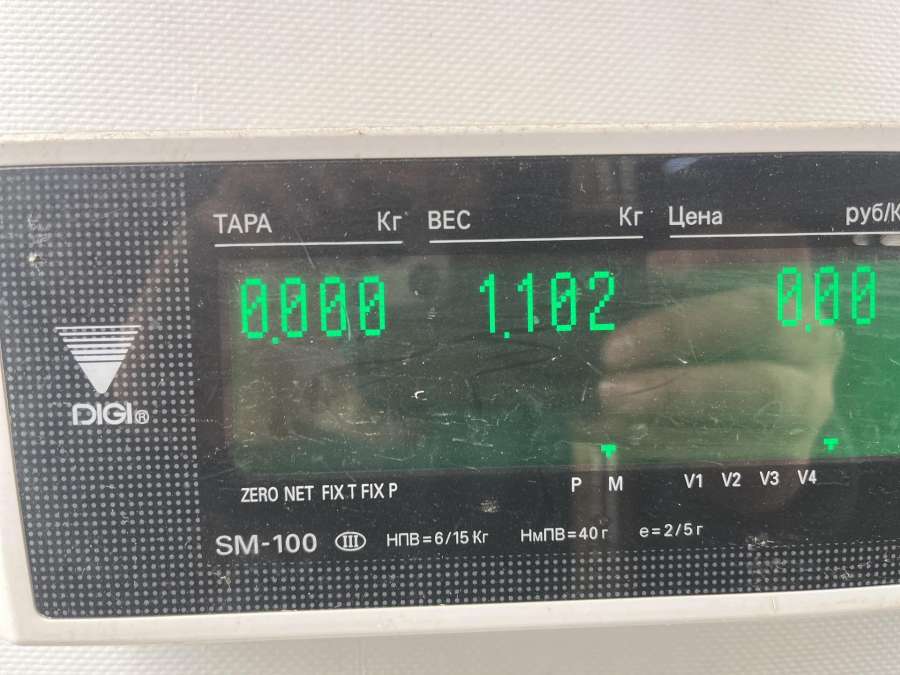 ТАРА Кг ВЕС Кг Цена руб/К
0.000 1.102 0.00
DIGI®
ZERO NET FIX T FIX P P M V1 V2 V3 V4
SM-100 III НПВ=6/15 Кг НмПВ=40 г e=2/5 г